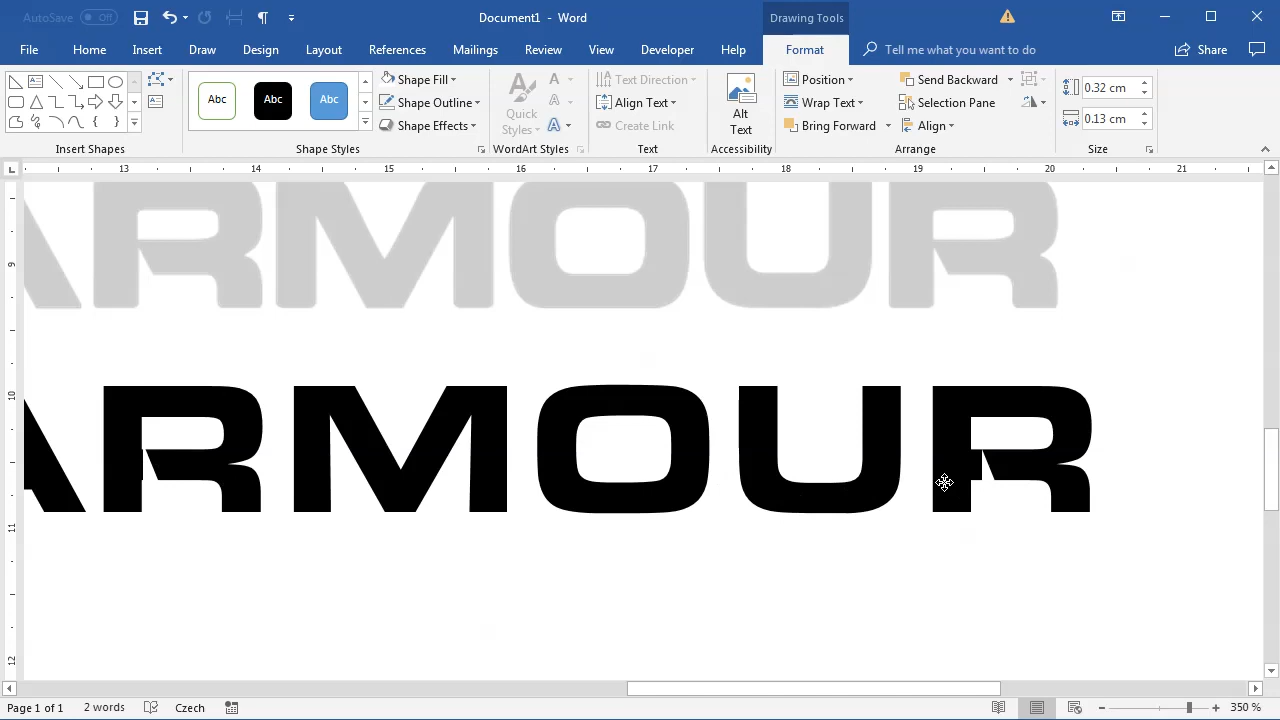 AutoSave Off Document1 - Word Drawing Tools
File Home Insert Draw Design Layout References Mailings Review View Developer Help Format Tell me what you want to do Share
Abc Abc Abc Shape Fill Shape Outline Shape Effects Quick Styles A A A Text Direction Align Text Create Link Alt Text Position Wrap Text Bring Forward Send Backward Selection Pane Align 0.32 cm 0.13 cm
Insert Shapes Shape Styles WordArt Styles Text Accessibility Arrange Size
L 13 14 15 16 17 18 19 20 21
9
ARMOUR
10
ARMOUR
11
12
Page 1 of 1 2 words Czech 350 %